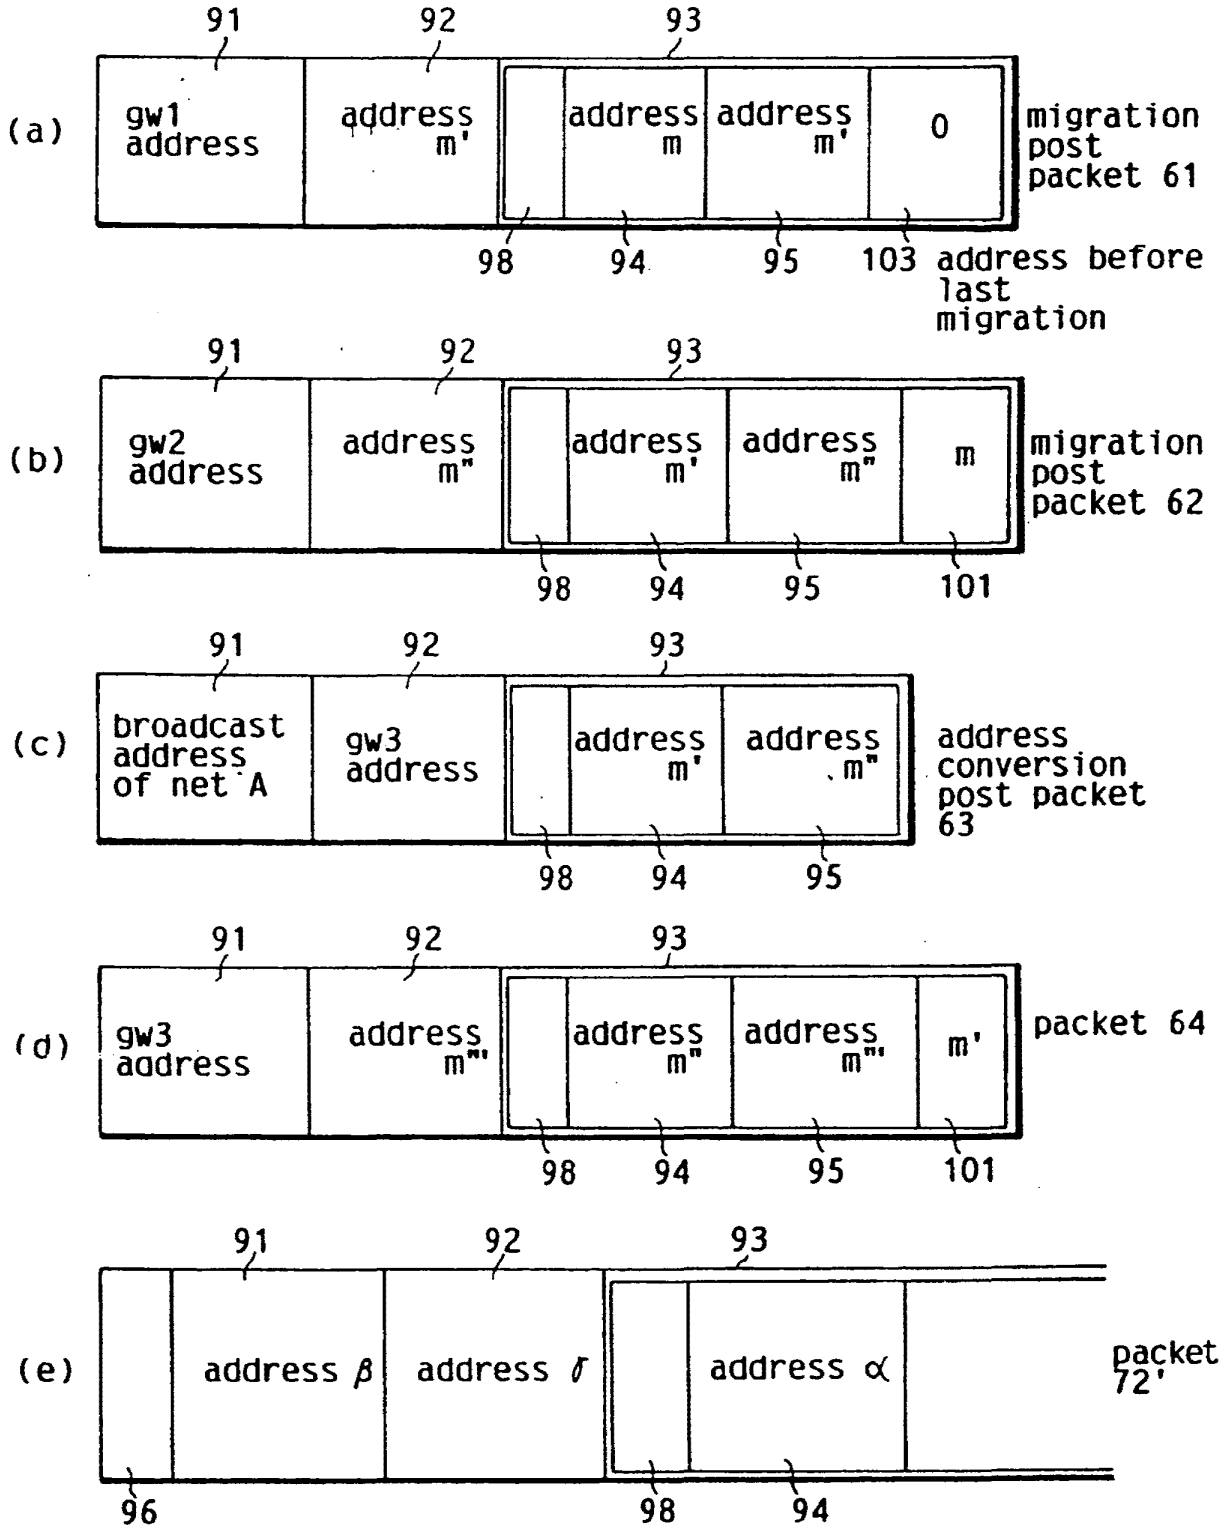 91 92 93
(a)
gw1
address
address
m'
address
m
address
m'
0
migration
post
packet 61
98 94 95 103 address before
last
migration
91 92 93
(b)
gw2
address
address
m"
address
m'
address
m"
m
migration
post
packet 62
98 94 95 101
91 92 93
(c)
broadcast
address
of net A
gw3
address
address
m'
address
m"
address
conversion
post packet
63
98 94 95
91 92 93
(d)
gw3
address
address
m"'
address
m"
address
m"'
m'
packet 64
98 94 95 101
91 92 93
(e)
address β
address γ
address α
packet
72'
96 98 94